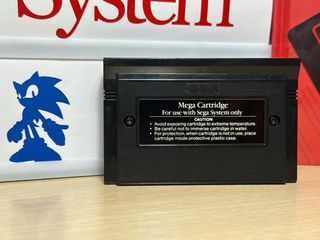 System
SEGA
Mega Cartridge
For use with Sega System only
CAUTION
• Avoid exposing cartridge to extreme temperature.
• Be careful not to immerse cartridge in water.
• For protection, when cartridge is not in use, place
cartridge inside protective plastic case.